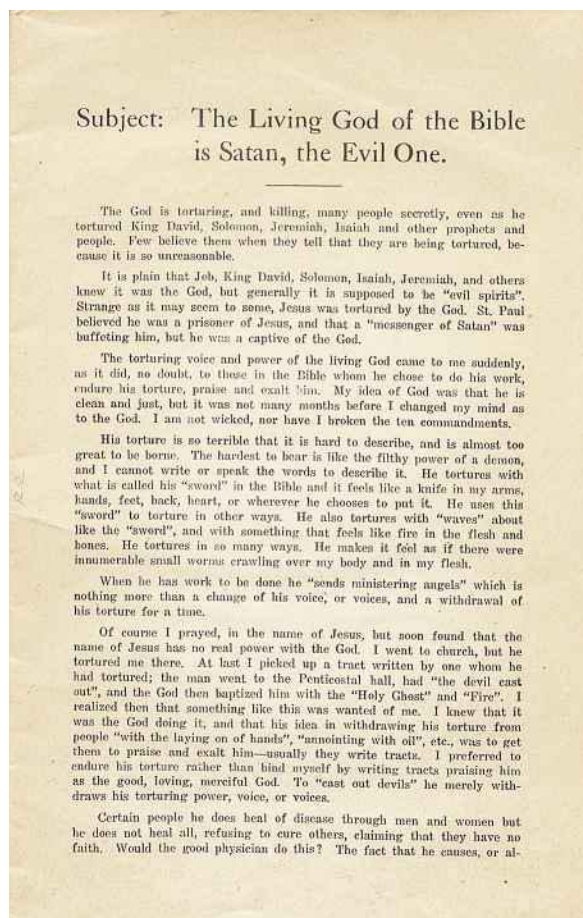 Subject: The Living God of the Bible
is Satan, the Evil One.
The God is torturing, and killing, many people secretly, even as he
tortured King David, Solomon, Jeremiah, Isaiah and other prophets and
people. Few believe them when they tell that they are being tortured, be-
cause it is so unreasonable.
It is plain that Job, King David, Solomon, Isaiah, Jeremiah, and others
knew it was the God, but generally it is supposed to be "evil spirits".
Strange as it may seem to some, Jesus was tortured by the God. St. Paul
believed he was a prisoner of Jesus, and that a "messenger of Satan" was
buffeting him, but he was a captive of the God.
The torturing voice and power of the living God came to me suddenly,
as it did, no doubt, to those in the Bible whom he chose to do his work,
endure his torture, praise and exalt him. My idea of God was that he is
clean and just, but it was not many months before I changed my mind as
to the God. I am not wicked, nor have I broken the ten commandments.
His torture is so terrible that it is hard to describe, and is almost too
great to be borne. The hardest to bear is like the filthy power of a demon,
and I cannot write or speak the words to describe it. He tortures with
what is called his "sword" in the Bible and it feels like a knife in my arms,
hands, feet, back, heart, or wherever he chooses to put it. He uses this
"sword" to torture in other ways. He also tortures with "waves" about
like the "sword", and with something that feels like fire in the flesh and
bones. He tortures in so many ways. He makes it feel as if there were
innumerable small worms crawling over my body and in my flesh.
When he has work to be done he "sends ministering angels" which is
nothing more than a change of his voice, or voices, and a withdrawal of
his torture for a time.
Of course I prayed, in the name of Jesus, but soon found that the
name of Jesus has no real power with the God. I went to church, but he
tortured me there. At last I picked up a tract written by one whom he
had tortured; the man went to the Penticostal hall, had "the devil cast
out", and the God then baptized him with the "Holy Ghost" and "Fire". I
realized then that something like this was wanted of me. I knew that it
was the God doing it, and that his idea in withdrawing his torture from
people "with the laying on of hands", "annointing with oil", etc., was to get
them to praise and exalt him—usually they write tracts. I preferred to
endure his torture rather than bind myself by writing tracts praising him
as the good, loving, merciful God. To "cast out devils" he merely with-
draws his torturing power, voice, or voices.
Certain people he does heal of disease through men and women but
he does not heal all, refusing to cure others, claiming that they have no
faith. Would the good physician do this? The fact that he causes, or al-